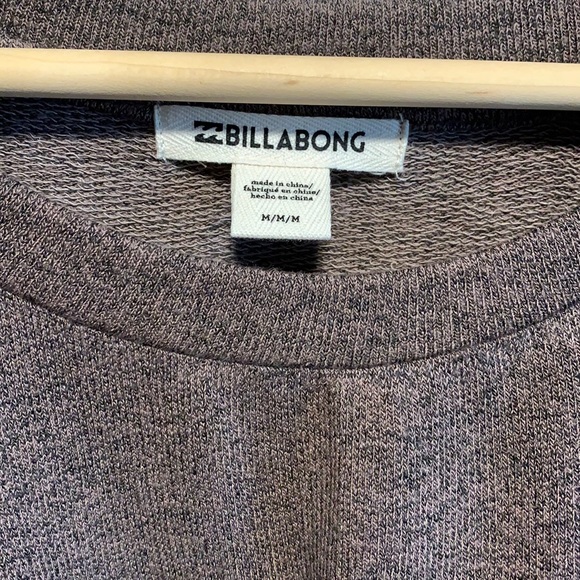 BILLABONG
made in china/
fabriqué en chine/
hecho en china
M/M/M